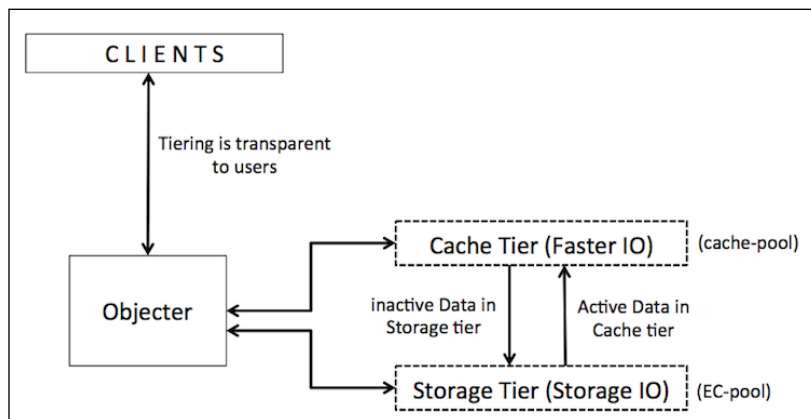 CLIENTS
Tiering is transparent
to users
Objecter
Cache Tier (Faster IO)
(cache-pool)
inactive Data in
Storage tier
Active Data in
Cache tier
Storage Tier (Storage IO)
(EC-pool)